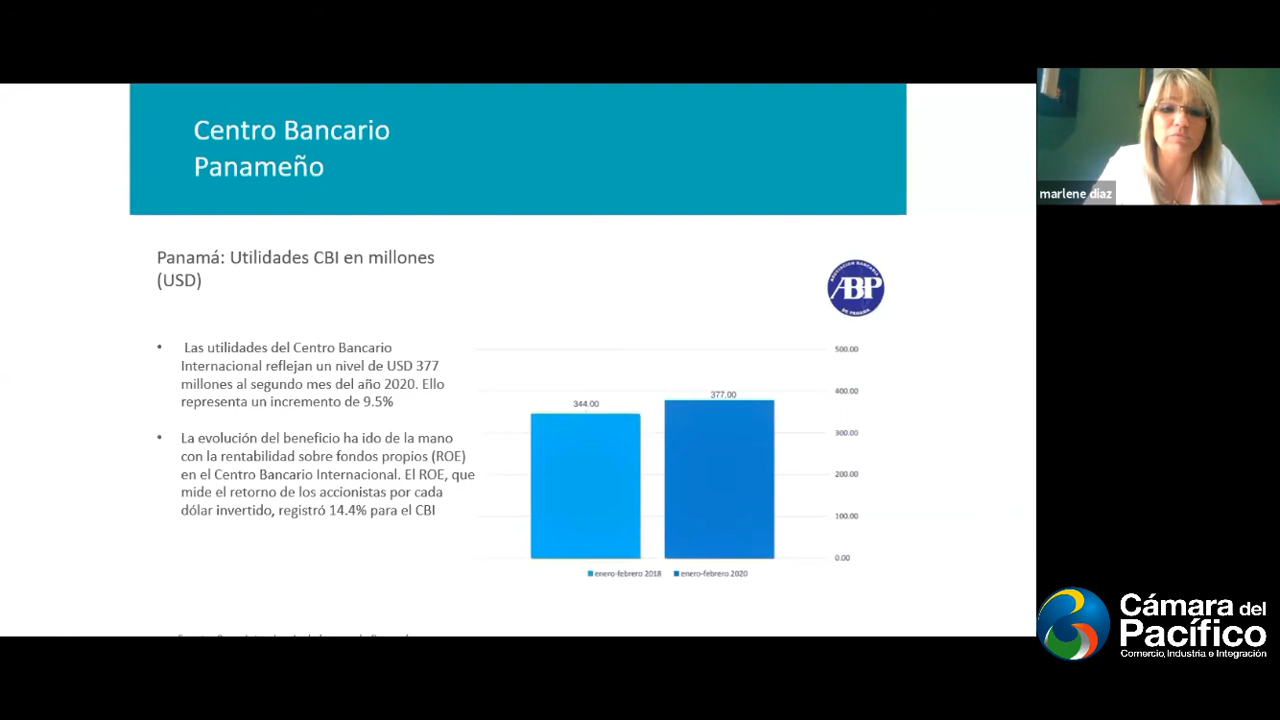 Centro Bancario
Panameño
marlene diaz
Panamá: Utilidades CBI en millones
(USD)
ASOCIACION BANCARIA
ABP
DE PANAMA
• Las utilidades del Centro Bancario
Internacional reflejan un nivel de USD 377
millones al segundo mes del año 2020. Ello
representa un incremento de 9.5%
• La evolución del beneficio ha ido de la mano
con la rentabilidad sobre fondos propios (ROE)
en el Centro Bancario Internacional. El ROE, que
mide el retorno de los accionistas por cada
dólar invertido, registró 14.4% para el CBI
500.00
400.00
300.00
200.00
100.00
0.00
344.00
377.00
enero-febrero 2018
enero-febrero 2020
Cámara del
Pacífico
Comercio, Industria e Integración